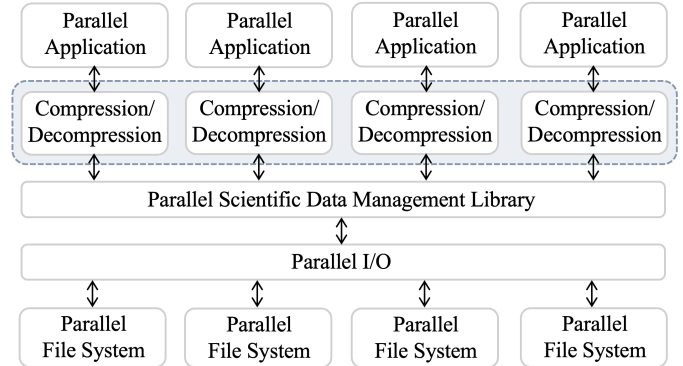 Parallel
Application
Parallel
Application
Parallel
Application
Parallel
Application
Compression/
Decompression
Compression/
Decompression
Compression/
Decompression
Compression/
Decompression
Parallel Scientific Data Management Library
Parallel I/O
Parallel
File System
Parallel
File System
Parallel
File System
Parallel
File System